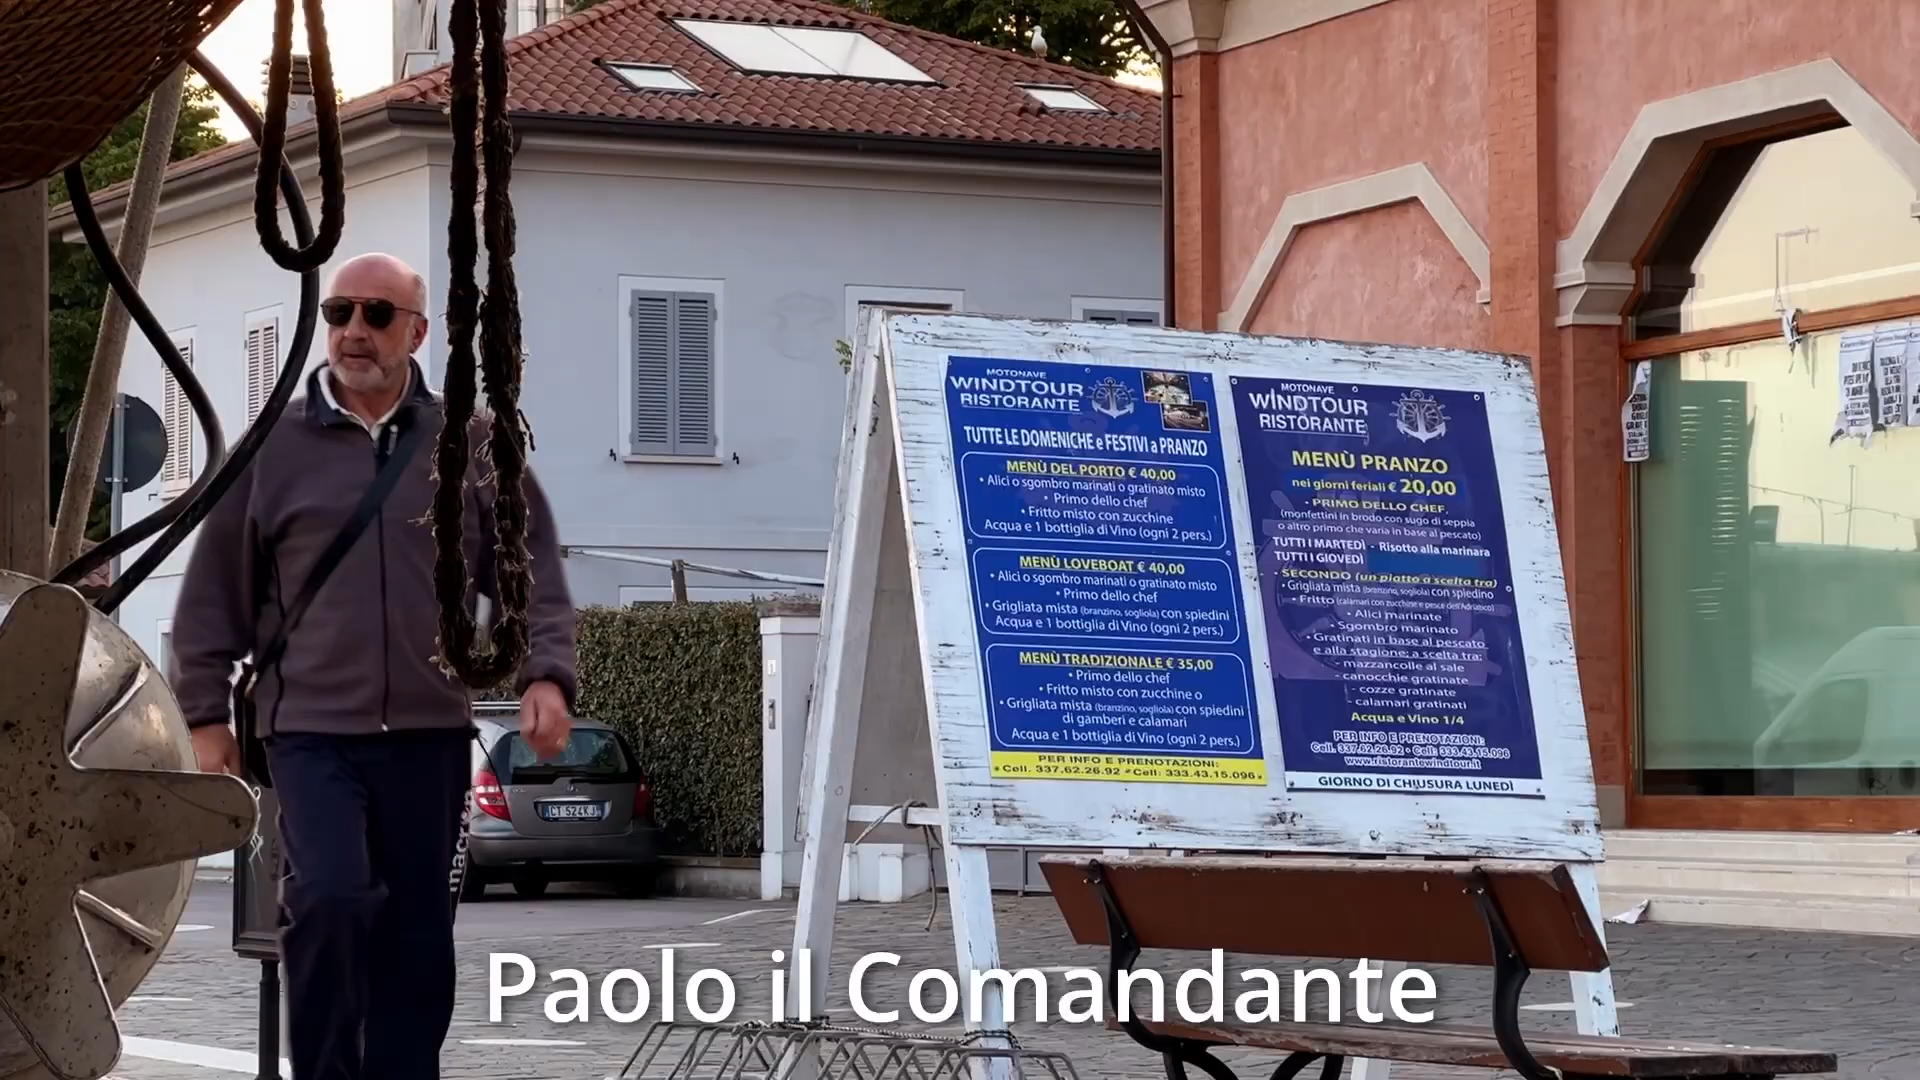 MOTONAVE
WINDTOUR
RISTORANTE
TUTTE LE DOMENICHE e FESTIVI a PRANZO
MENÙ DEL PORTO € 40,00
• Alici o sgombro marinati o gratinato misto
• Primo dello chef
• Fritto misto con zucchine
Acqua e 1 bottiglia di Vino (ogni 2 pers.)
MENÙ LOVEBOAT € 40,00
• Alici o sgombro marinati o gratinato misto
• Primo dello chef
• Grigliata mista (branzino, sogliola) con spiedini
Acqua e 1 bottiglia di Vino (ogni 2 pers.)
MENÙ TRADIZIONALE € 35,00
• Primo dello chef
• Fritto misto con zucchine o
• Grigliata mista (branzino, sogliola) con spiedini
di gamberi e calamari
Acqua e 1 bottiglia di Vino (ogni 2 pers.)
PER INFO E PRENOTAZIONI:
• Cell. 337.62.26.92 • Cell: 333.43.15.096
MOTONAVE
WINDTOUR
RISTORANTE
MENÙ PRANZO
nei giorni feriali € 20,00
- PRIMO DELLO CHEF
(monfettini in brodo con sugo di seppia
o altro primo che varia in base al pescato)
TUTTI I MARTEDÌ - Risotto alla marinara
TUTTI I GIOVEDÌ
- SECONDO (un piatto a scelta tra)
• Grigliata mista (branzino, sogliola) con spiedino
• Fritto (calamari con zucchine e pesce dell'Adriatico)
• Alici marinate
• Sgombro marinato
• Gratinati in base al pescato
e alla stagione: a scelta tra:
- mazzancolle al sale
- canocchie gratinate
- cozze gratinate
- calamari gratinati
Acqua e Vino 1/4
PER INFO E PRENOTAZIONI:
Cell. 337.62.26.92 • Cell: 333.43.15.096
www.ristorantewindtour.it
GIORNO DI CHIUSURA LUNEDÌ
CT 524KJ
macron
Paolo il Comandante